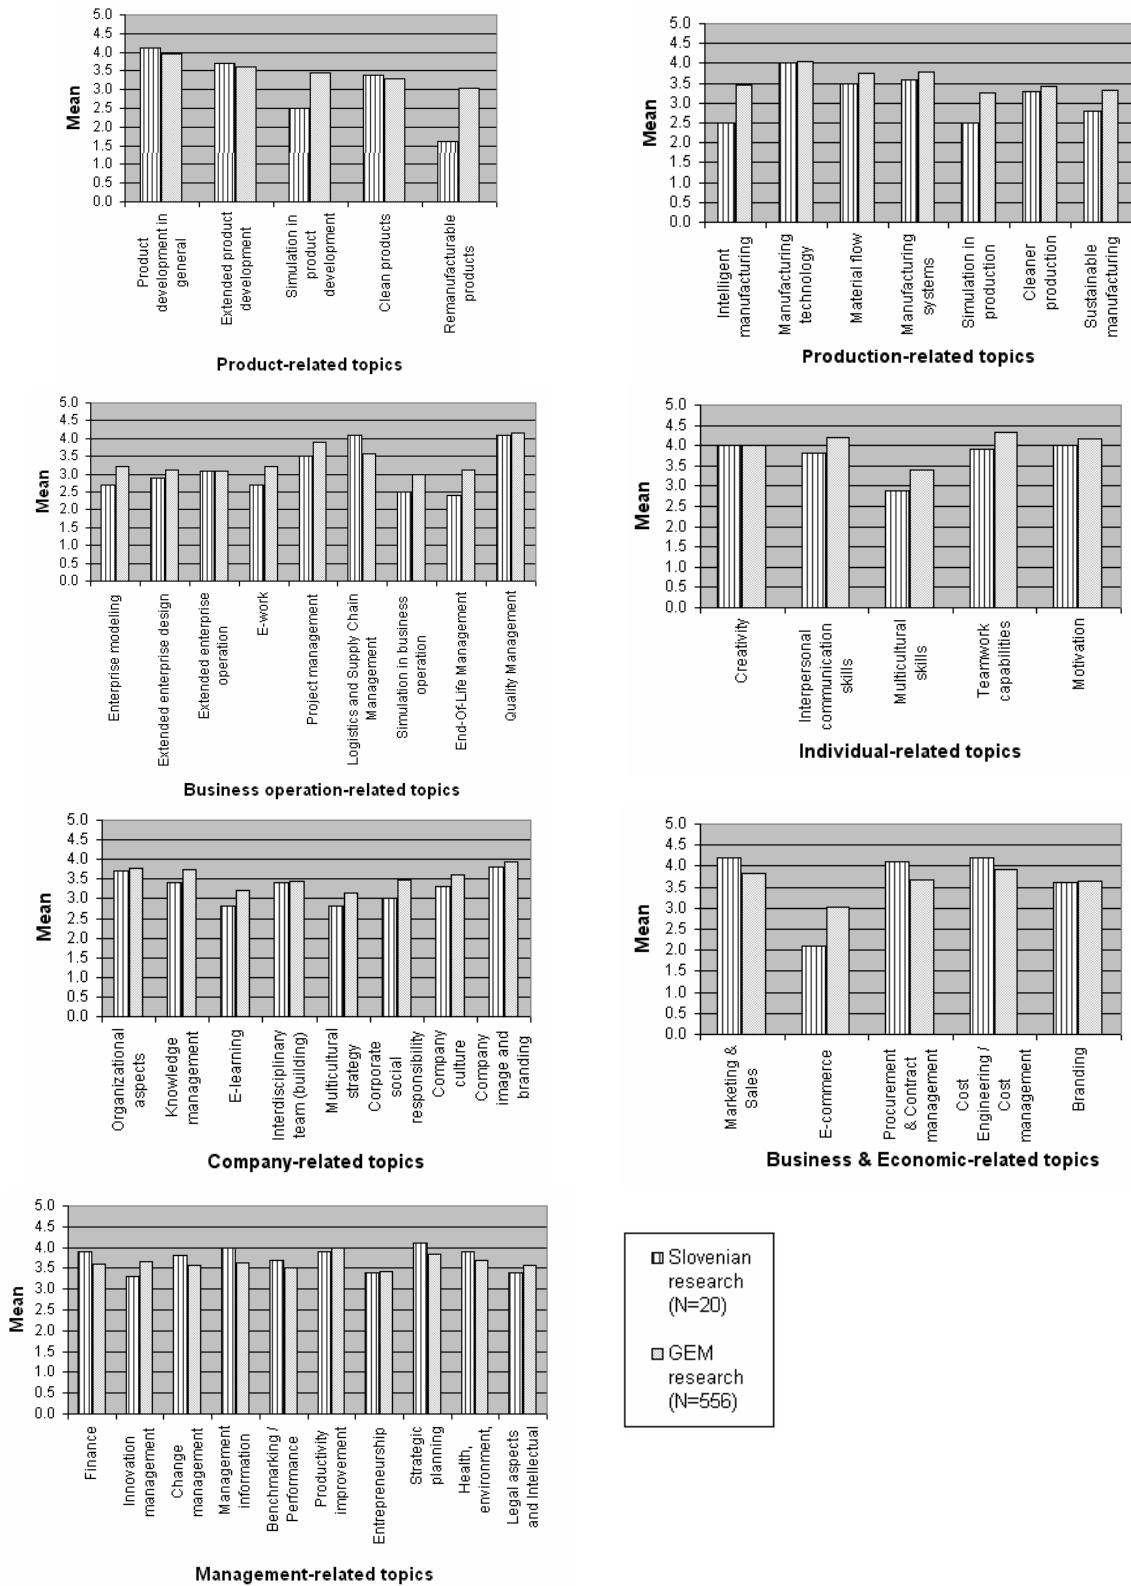 5.0
4.5
4.0
3.5
3.0
2.5
2.0
1.5
1.0
0.5
0.0
Mean
Product
development in
general
Extended product
development
Simulation in
product
development
Clean products
Remanufacturable
products
Product-related topics
5.0
4.5
4.0
3.5
3.0
2.5
2.0
1.5
1.0
0.5
0.0
Mean
Intelligent
manufacturing
Manufacturing
technology
Material flow
Manufacturing
systems
Simulation in
production
Cleaner
production
Sustainable
manufacturing
Production-related topics
5.0
4.5
4.0
3.5
3.0
2.5
2.0
1.5
1.0
0.5
0.0
Mean
Enterprise modeling
Extended enterprise design
Extended enterprise
operation
E-work
Project management
Logistics and Supply Chain
Management
Simulation in business
operation
End-Of-Life Management
Quality Management
Business operation-related topics
5.0
4.5
4.0
3.5
3.0
2.5
2.0
1.5
1.0
0.5
0.0
Mean
Creativity
Interpersonal
communication
skills
Multicultural
skills
Teamwork
capabilities
Motivation
Individual-related topics
5.0
4.5
4.0
3.5
3.0
2.5
2.0
1.5
1.0
0.5
0.0
Mean
Organizational
aspects
Knowledge
management
E-learning
Interdisciplinary
team (building)
Multicultural
strategy
Corporate
social
responsibility
Company
culture
Company
image and
branding
Company-related topics
5.0
4.5
4.0
3.5
3.0
2.5
2.0
1.5
1.0
0.5
0.0
Mean
Marketing &
Sales
E-commerce
Procurement
& Contract
management
Cost
Engineering /
Cost
management
Branding
Business & Economic-related topics
5.0
4.5
4.0
3.5
3.0
2.5
2.0
1.5
1.0
0.5
0.0
Mean
Finance
Innovation
management
Change
management
Management
information
Benchmarking /
Performance
Productivity
improvement
Entrepreneurship
Strategic
planning
Health,
environment,
Legal aspects
and Intellectual
Management-related topics
Slovenian
research
(N=20)
GEM
research
(N=556)